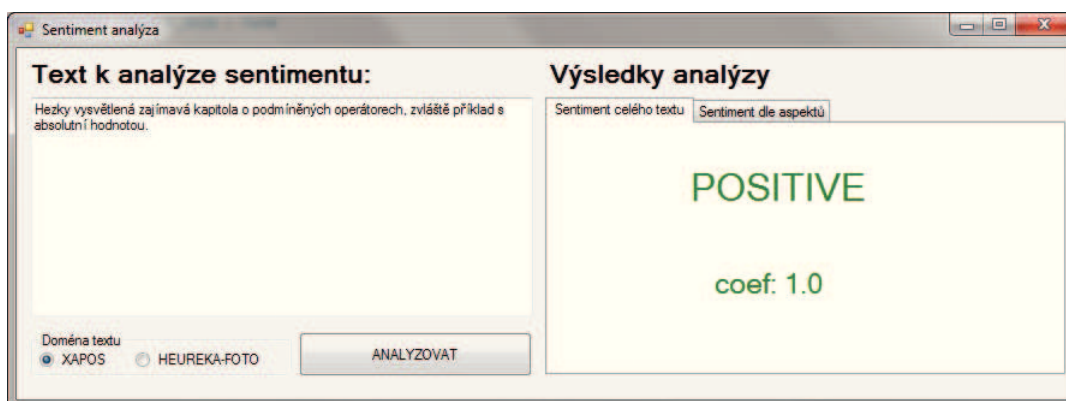 Sentiment analýza
Text k analýze sentimentu:
Hezky vysvětlená zajímavá kapitola o podmíněných operátorech, zvláště příklad s
absolutní hodnotou.
Doména textu
XAPOS HEUREKA-FOTO
ANALYZOVAT
Výsledky analýzy
Sentiment celého textu Sentiment dle aspektů
POSITIVE
coef: 1.0